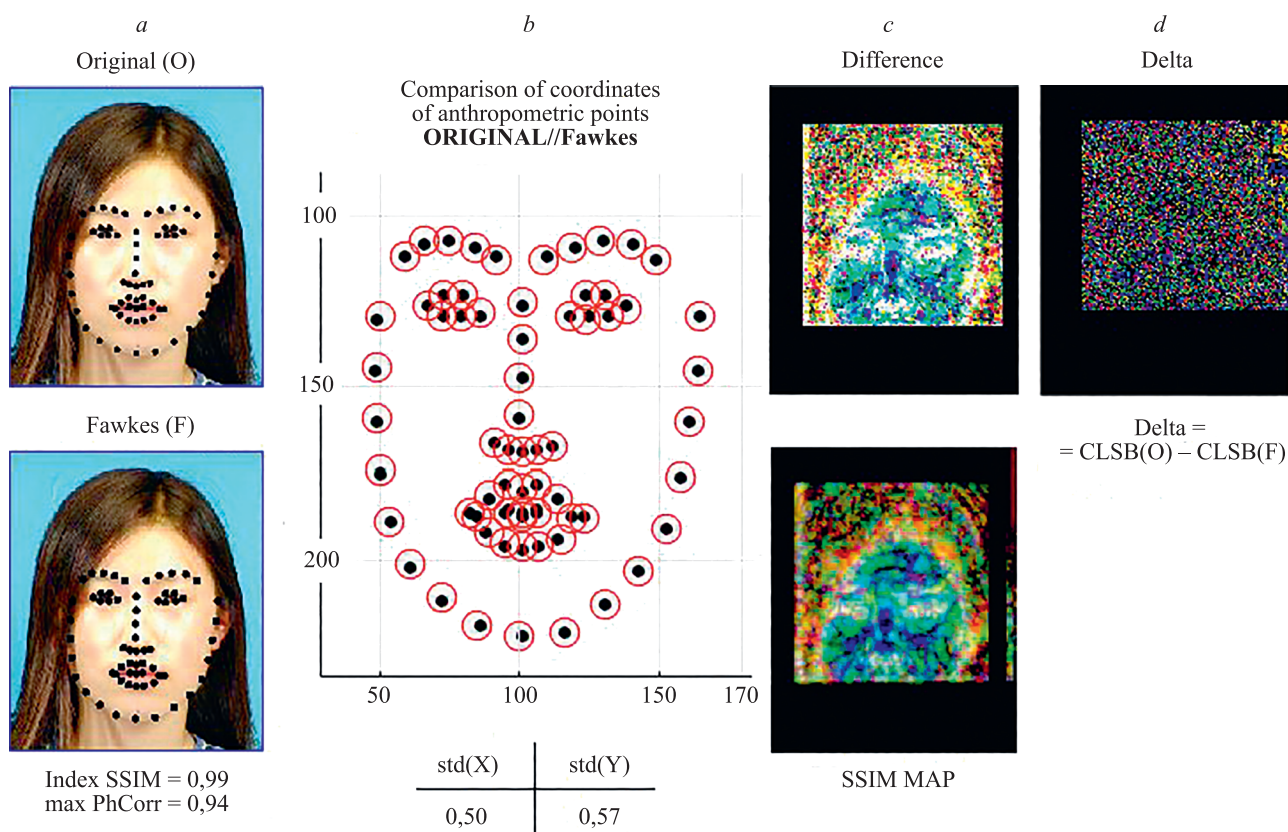 a
Original (O)
Fawkes (F)
Index SSIM = 0,99
max PhCorr = 0,94
b
Comparison of coordinates
of anthropometric points
ORIGINAL//Fawkes
100
150
200
50
100
150
170
std(X)
std(Y)
0,50
0,57
c
Difference
SSIM MAP
d
Delta
Delta =
= CLSB(O) – CLSB(F)